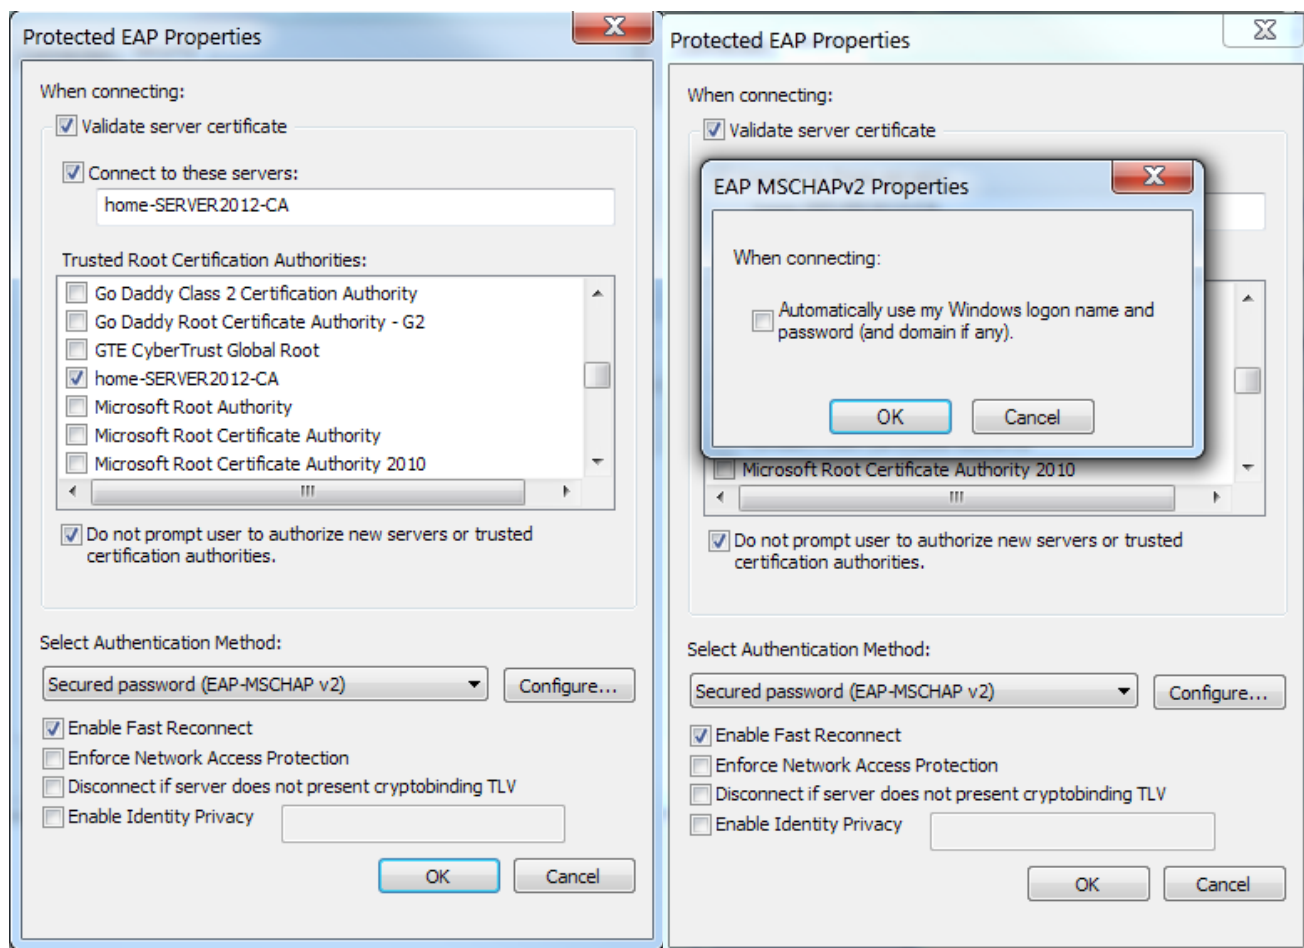 Protected EAP Properties
When connecting:
Validate server certificate
Connect to these servers:
home-SERVER2012-CA
Trusted Root Certification Authorities:
Go Daddy Class 2 Certification Authority
Go Daddy Root Certificate Authority - G2
GTE CyberTrust Global Root
home-SERVER2012-CA
Microsoft Root Authority
Microsoft Root Certificate Authority
Microsoft Root Certificate Authority 2010
Do not prompt user to authorize new servers or trusted
certification authorities.
Select Authentication Method:
Secured password (EAP-MSCHAP v2)
Configure...
Enable Fast Reconnect
Enforce Network Access Protection
Disconnect if server does not present cryptobinding TLV
Enable Identity Privacy
OK
Cancel
Protected EAP Properties
When connecting:
Validate server certificate
EAP MSCHAPv2 Properties
When connecting:
Automatically use my Windows logon name and
password (and domain if any).
OK
Cancel
Microsoft Root Certificate Authority 2010
Do not prompt user to authorize new servers or trusted
certification authorities.
Select Authentication Method:
Secured password (EAP-MSCHAP v2)
Configure...
Enable Fast Reconnect
Enforce Network Access Protection
Disconnect if server does not present cryptobinding TLV
Enable Identity Privacy
OK
Cancel